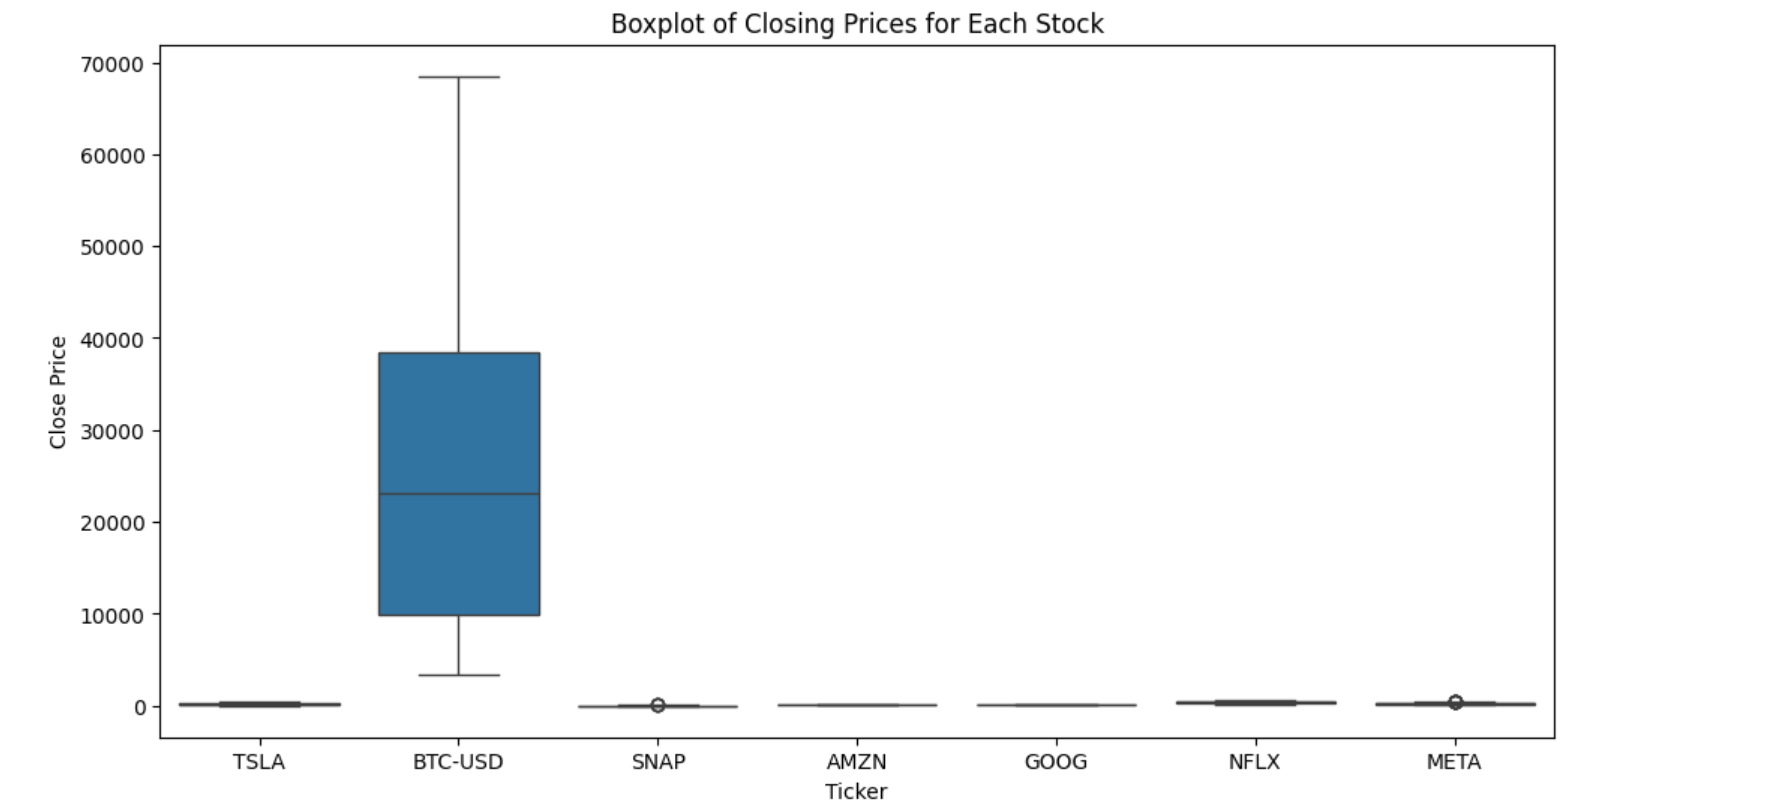 Boxplot of Closing Prices for Each Stock
70000
60000
50000
40000
30000
20000
10000
0
Close Price
TSLA BTC-USD SNAP AMZN GOOG NFLX META
Ticker